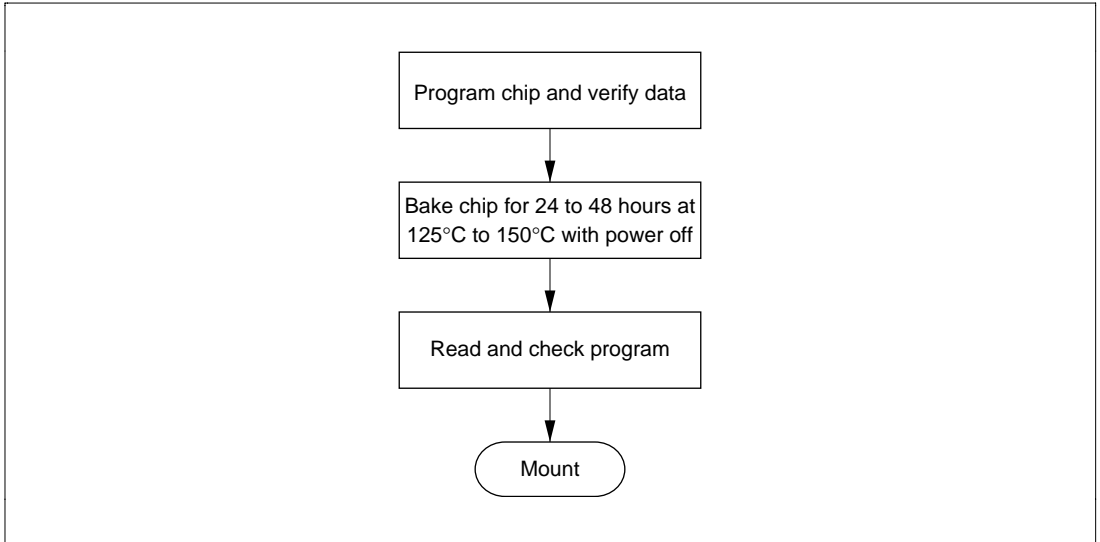 Program chip and verify data
Bake chip for 24 to 48 hours at
125°C to 150°C with power off
Read and check program
Mount